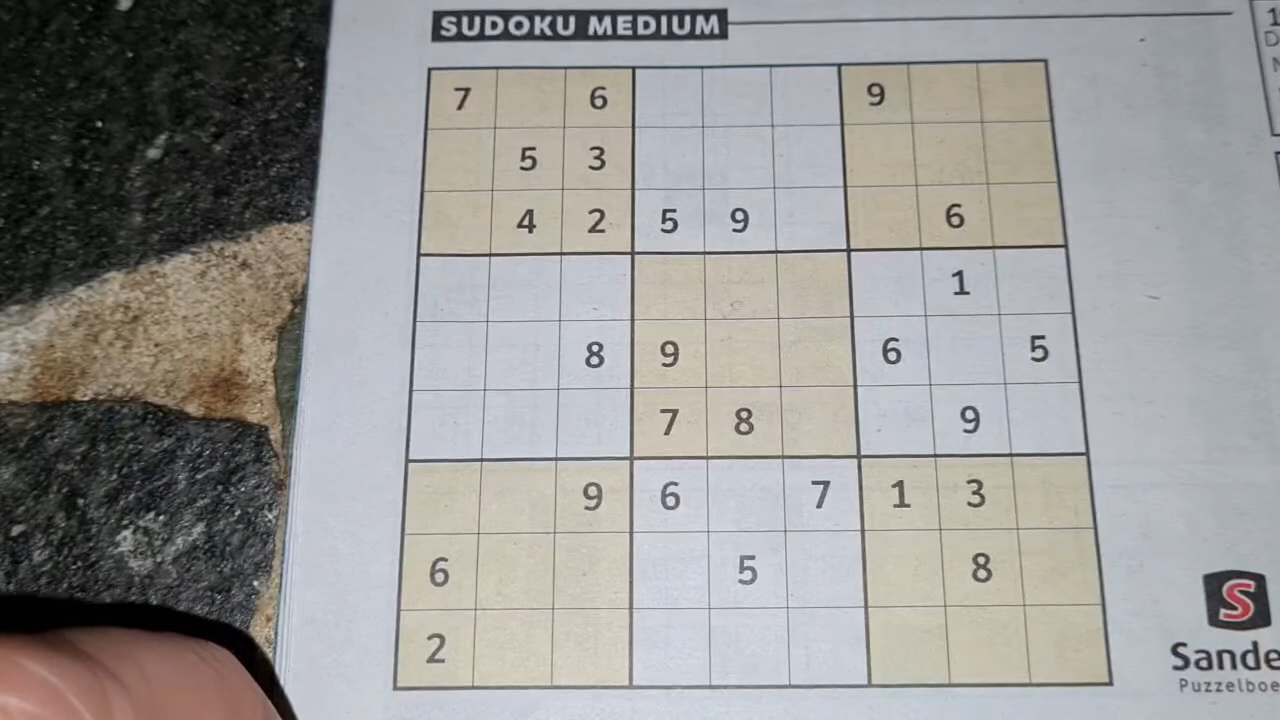 SUDOKU MEDIUM
7 6 9
5 3
4 2 5 9 6
1
8 9 6 5
7 8 9
9 6 7 1 3
6 5 8
2
S
Sande
Puzzelboe